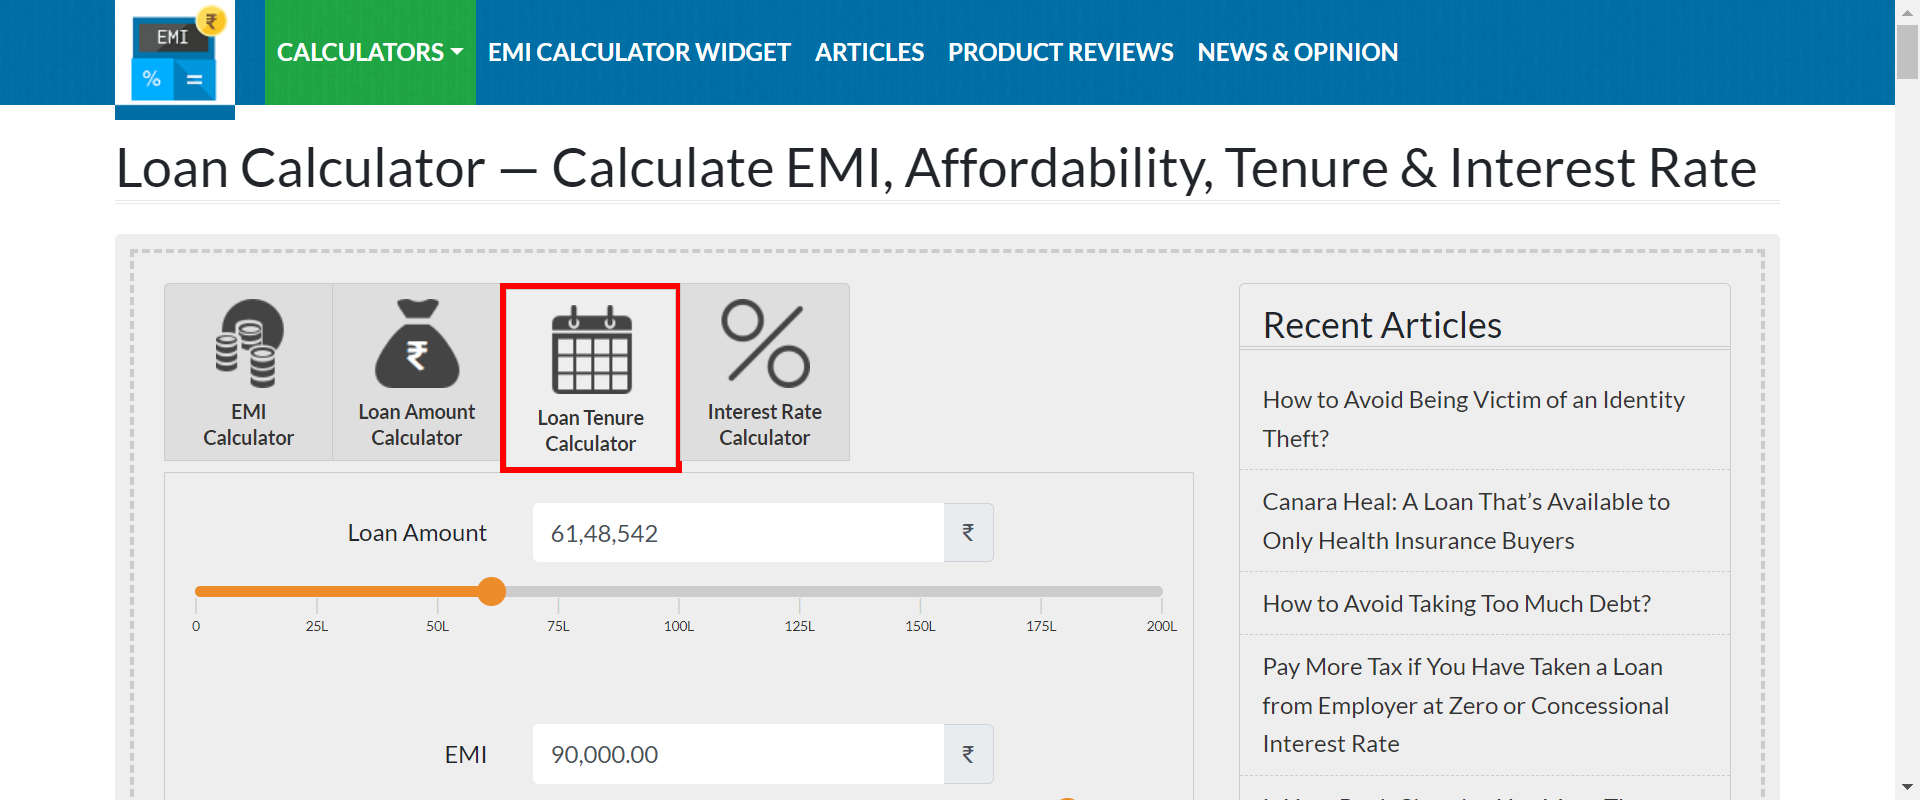 EMI
₹
%
=
CALCULATORS
EMI CALCULATOR WIDGET
ARTICLES
PRODUCT REVIEWS
NEWS & OPINION
Loan Calculator — Calculate EMI, Affordability, Tenure & Interest Rate
EMI
Calculator
₹
Loan Amount
Calculator
Loan Tenure
Calculator
Interest Rate
Calculator
Loan Amount
61,48,542
₹
0
25L
50L
75L
100L
125L
150L
175L
200L
EMI
90,000.00
₹
Recent Articles
How to Avoid Being Victim of an Identity
Theft?
Canara Heal: A Loan That’s Available to
Only Health Insurance Buyers
How to Avoid Taking Too Much Debt?
Pay More Tax if You Have Taken a Loan
from Employer at Zero or Concessional
Interest Rate